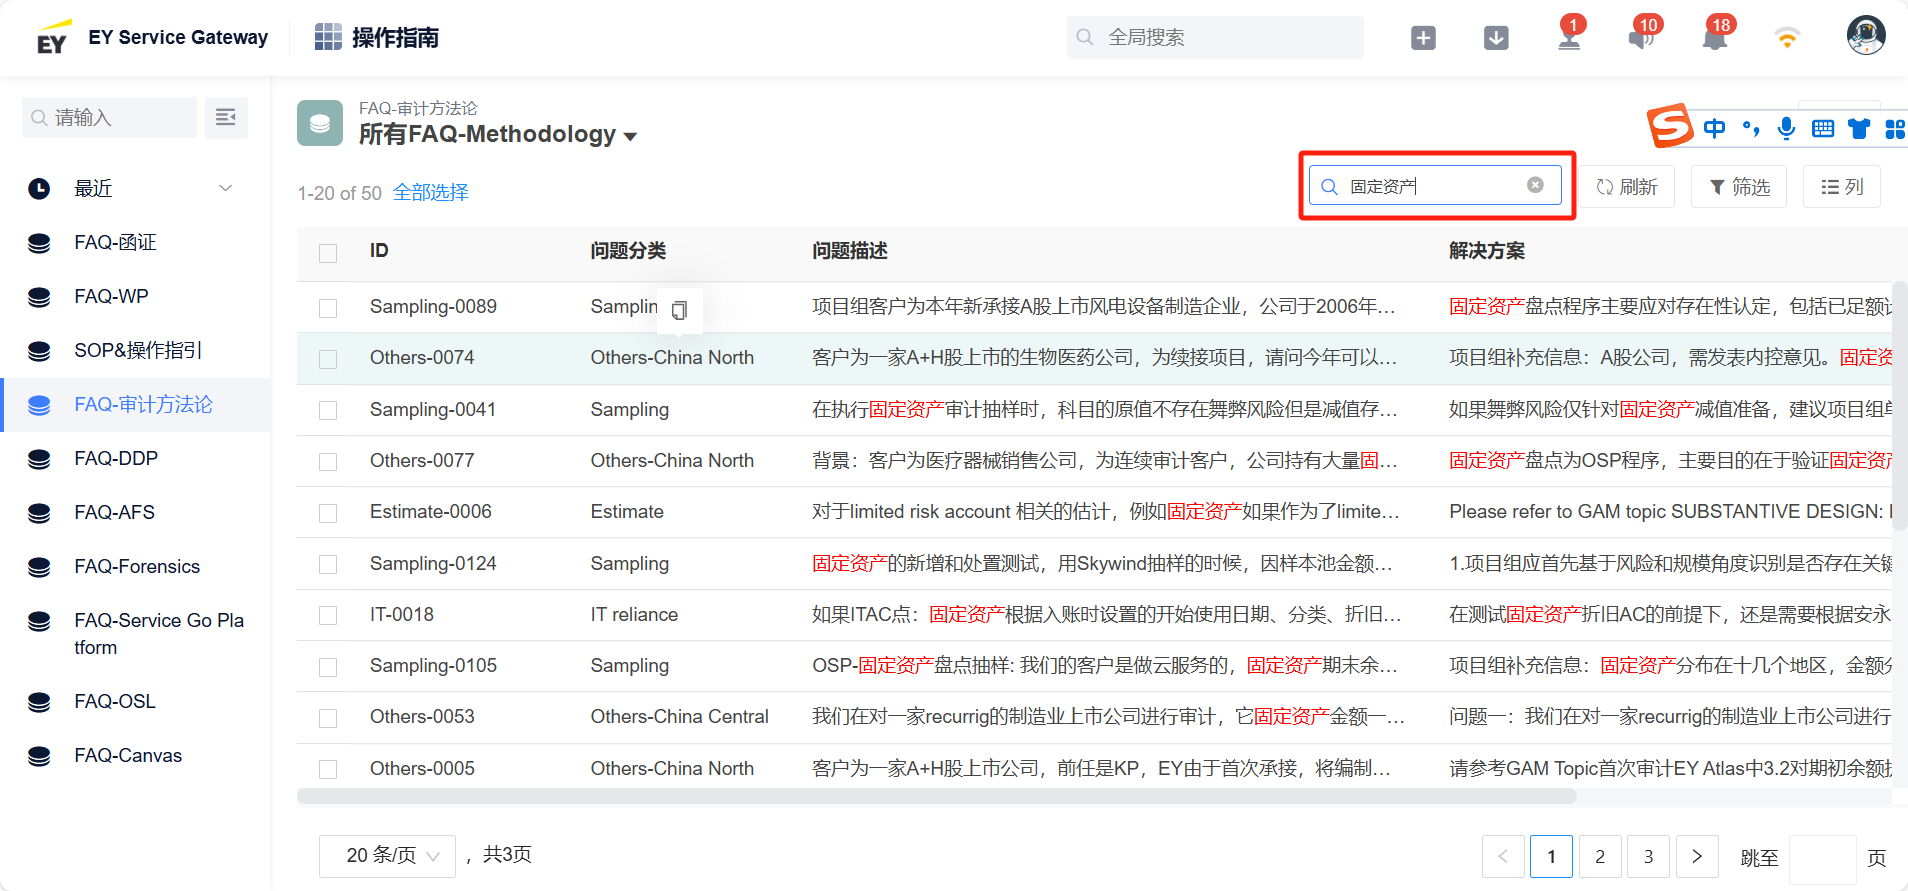 EY
EY Service Gateway
操作指南
全局搜索
1
10
18
请输入
最近
FAQ-函证
FAQ-WP
SOP&操作指引
FAQ-审计方法论
FAQ-DDP
FAQ-AFS
FAQ-Forensics
FAQ-Service Go Pla
tform
FAQ-OSL
FAQ-Canvas
FAQ-审计方法论
所有FAQ-Methodology
S 中
1-20 of 50 全部选择
固定资产
刷新
筛选
列
ID 问题分类 问题描述 解决方案
Sampling-0089 Samplin 项目组客户为本年新承接A股上市风电设备制造企业，公司于2006年... 固定资产盘点程序主要应对存在性认定，包括已足额
Others-0074 Others-China North 客户为一家A+H股上市的生物医药公司，为续接项目，请问今年可以... 项目组补充信息：A股公司，需发表内控意见。固定资
Sampling-0041 Sampling 在执行固定资产审计抽样时，科目的原值不存在舞弊风险但是减值存... 如果舞弊风险仅针对固定资产减值准备，建议项目组
Others-0077 Others-China North 背景：客户为医疗器械销售公司，为连续审计客户，公司持有大量固... 固定资产盘点为OSP程序，主要目的在于验证固定资产
Estimate-0006 Estimate 对于limited risk account 相关的估计，例如固定资产如果作为了limite... Please refer to GAM topic SUBSTANTIVE DESIGN:
Sampling-0124 Sampling 固定资产的新增和处置测试，用Skywind抽样的时候，因样本池金额... 1.项目组应首先基于风险和规模角度识别是否存在关键
IT-0018 IT reliance 如果ITAC点：固定资产根据入账时设置的开始使用日期、分类、折旧... 在测试固定资产折旧AC的前提下，还是需要根据安永
Sampling-0105 Sampling OSP-固定资产盘点抽样: 我们的客户是做云服务的，固定资产期末余... 项目组补充信息：固定资产分布在十几个地区，金额
Others-0053 Others-China Central 我们在对一家recurrig的制造业上市公司进行审计，它固定资产金额一... 问题一：我们在对一家recurrig的制造业上市公司进行
Others-0005 Others-China North 客户为一家A+H股上市公司，前任是KP，EY由于首次承接，将编制... 请参考GAM Topic首次审计EY Atlas中3.2对期初余额
20 条/页 ，共3页
1 2 3 跳至 页